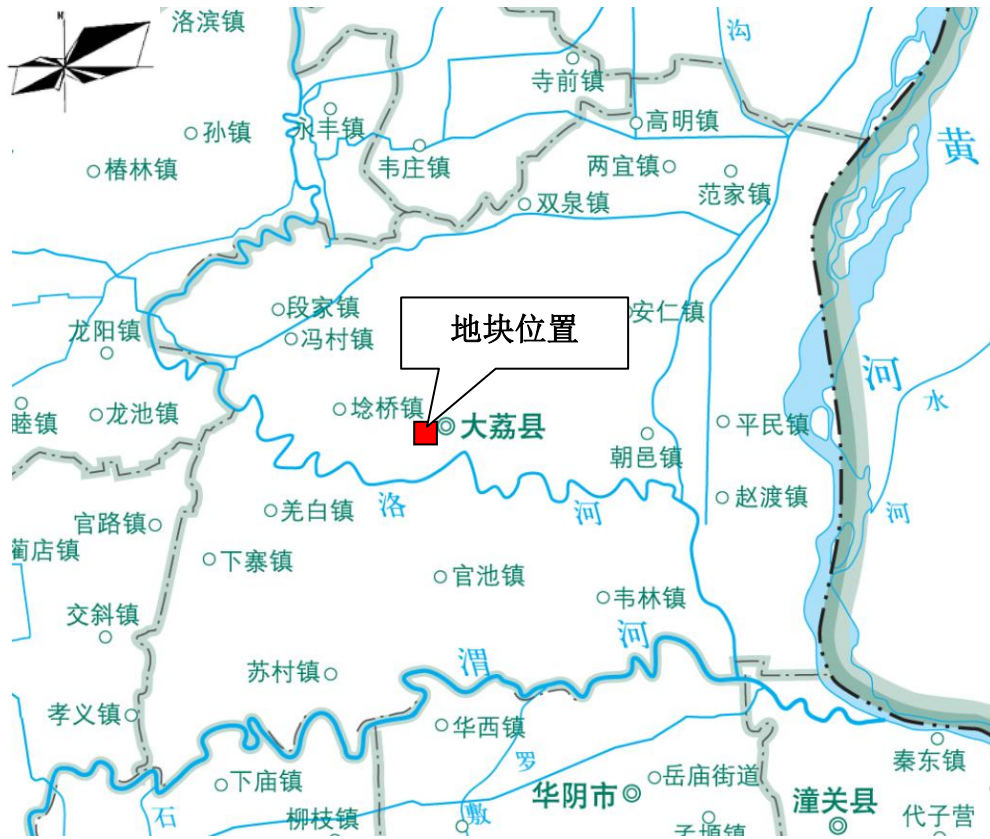 N
洛滨镇
沟
寺前镇
孙镇
永丰镇
高明镇
黄
椿林镇
韦庄镇
两宜镇
范家镇
双泉镇
段家镇
安仁镇
龙阳镇
冯村镇
地块位置
河
水
睦镇
龙池镇
埝桥镇
大荔县
平民镇
朝邑镇
官路镇
羌白镇
洛
河
赵渡镇
河
蔺店镇
下寨镇
官池镇
韦林镇
交斜镇
渭
河
苏村镇
孝义镇
华西镇
罗
秦东镇
下庙镇
岳庙街道
华阴市
潼关县
石
柳枝镇
敷
孟塬镇
代子营